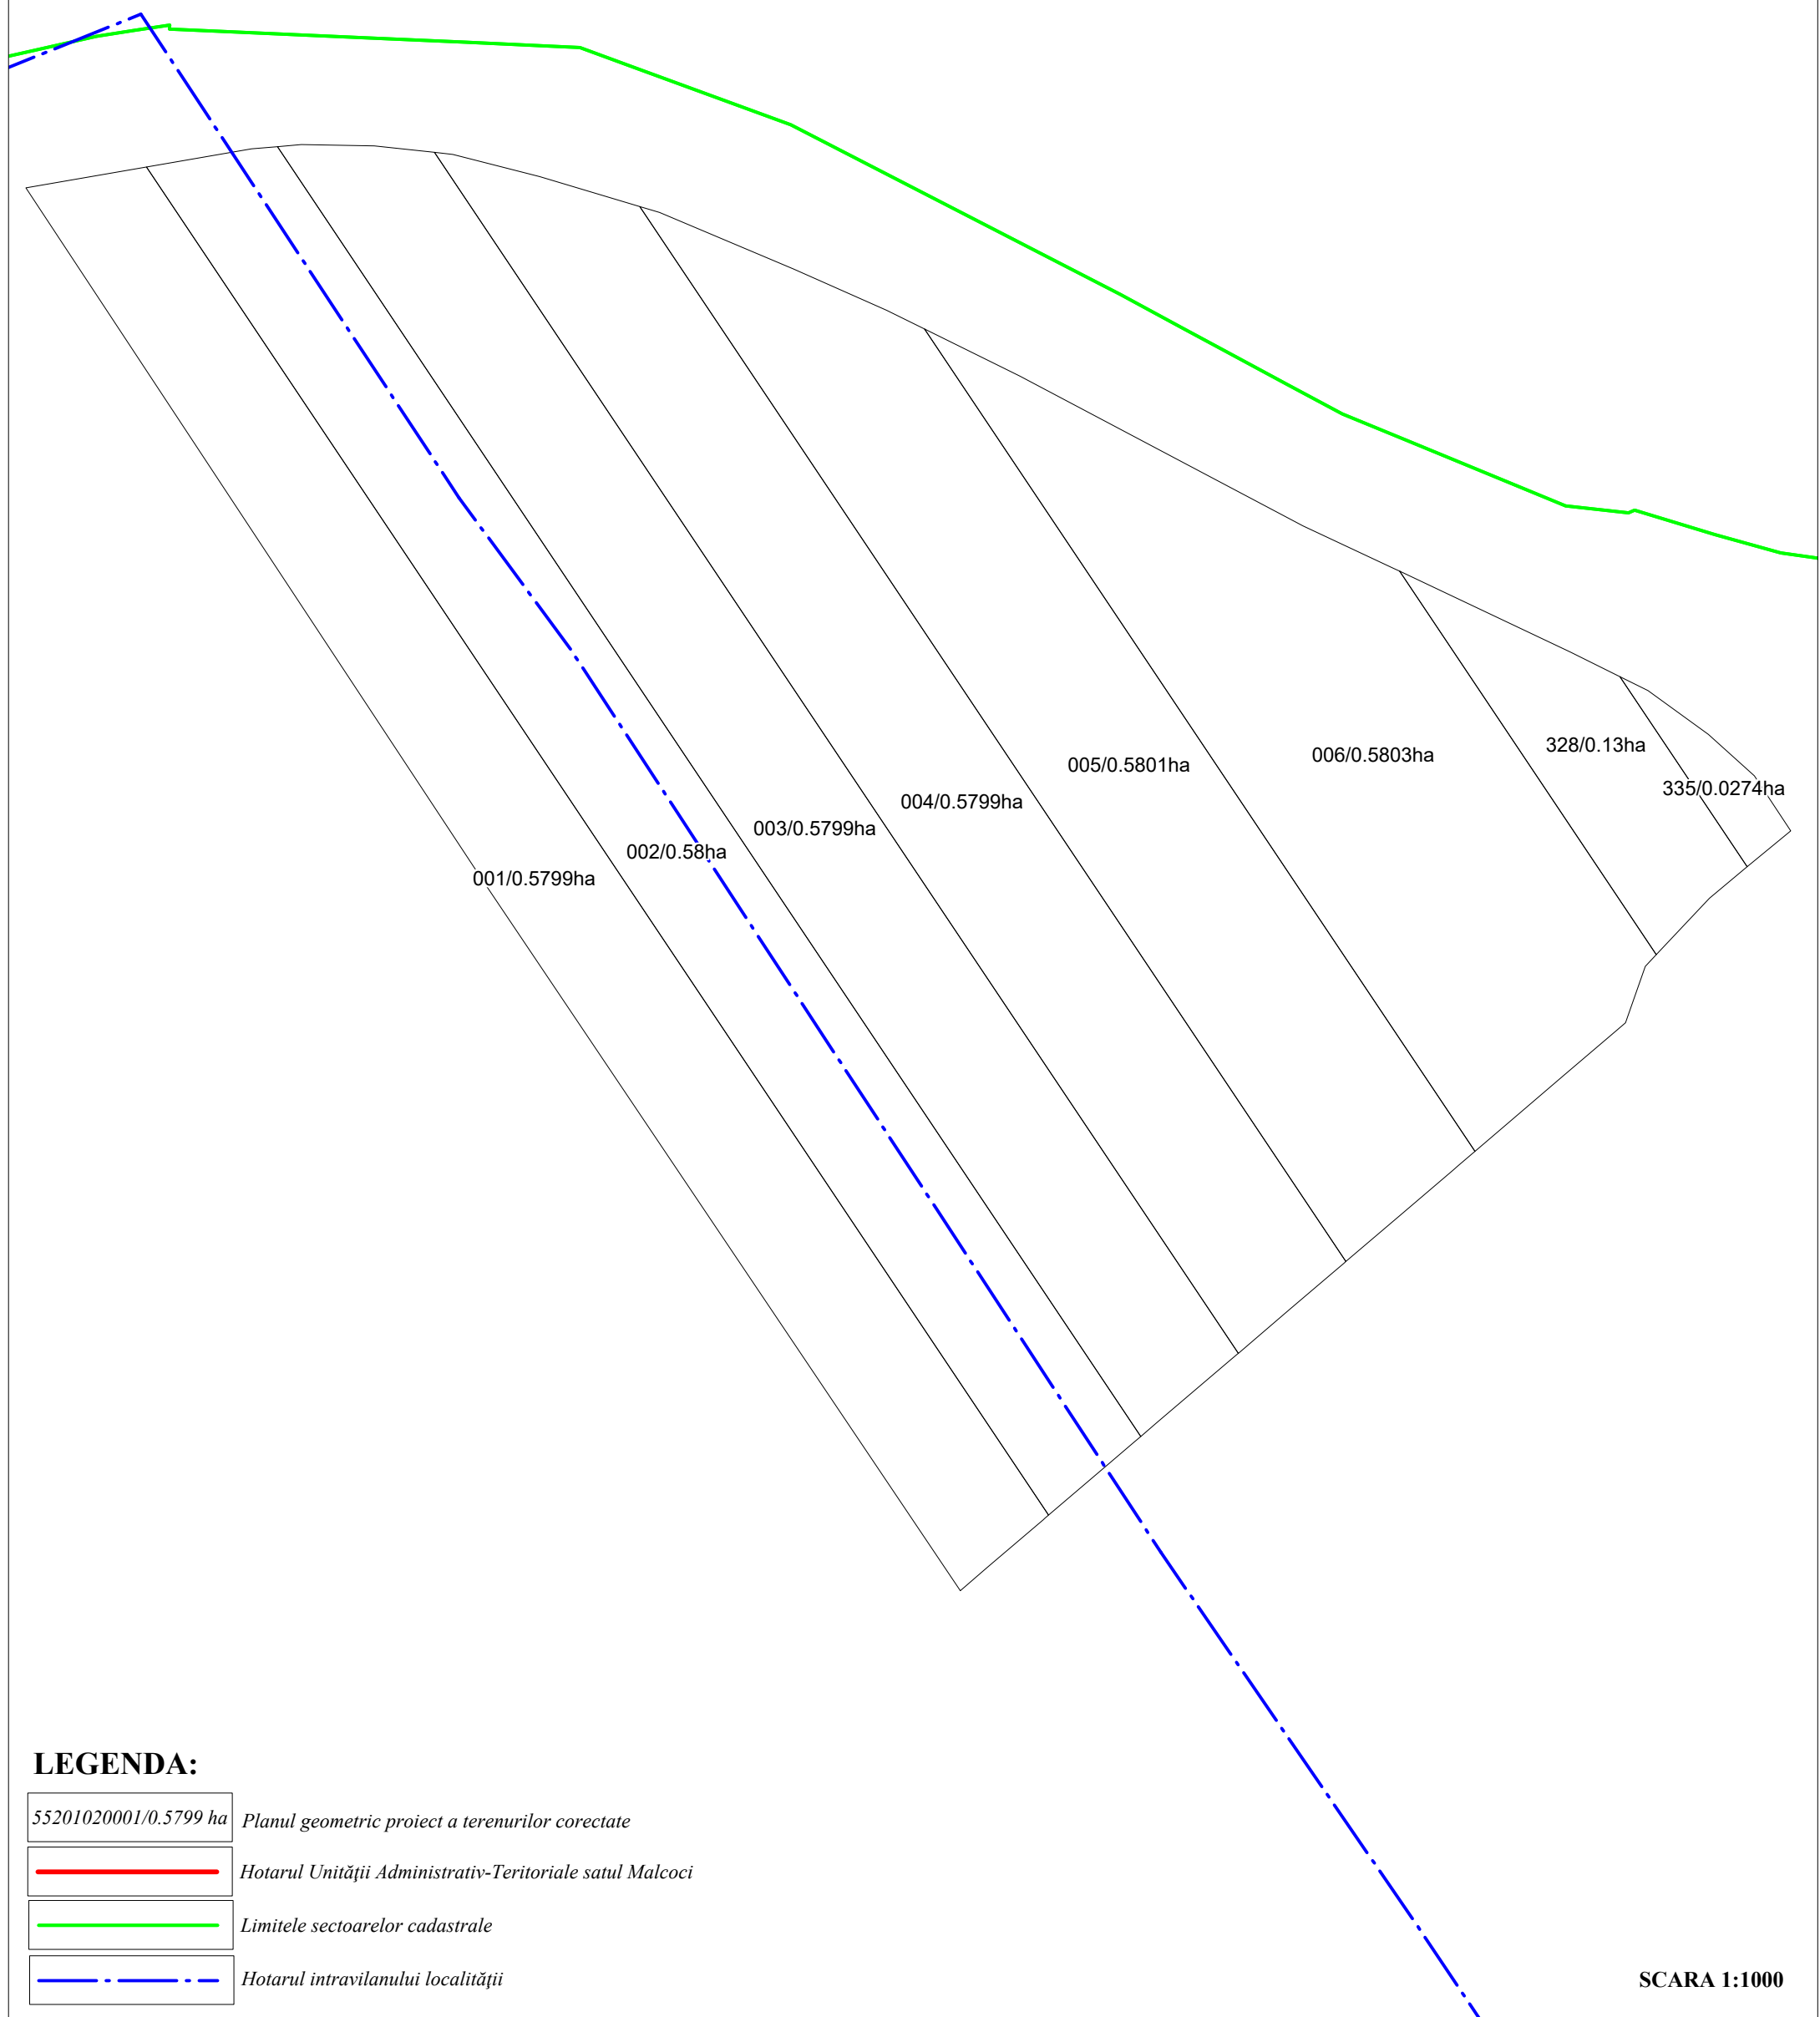 328/0.13ha
006/0.5803ha
005/0.5801ha
335/0.0274ha
004/0.5799ha
003/0.5799ha
002/0.58ha
001/0.5799ha
LEGENDA:
55201020001/0.5799 ha Planul geometric proiect a terenurilor corectate
Hotarul Unităţii Administrativ-Teritoriale satul Malcoci
Limitele sectoarelor cadastrale
Hotarul intravilanului localităţii
SCARA 1:1000